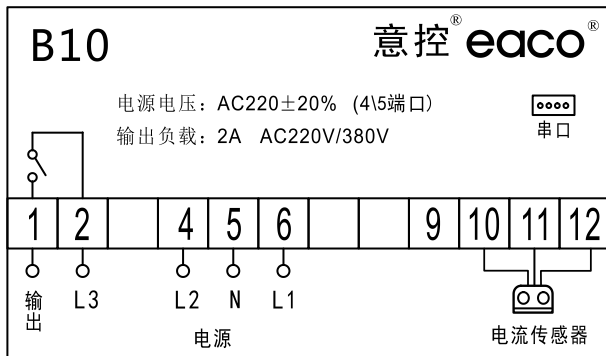 B10 意控® eaco®
电源电压：AC220±20% (4\5端口)
输出负载：2A AC220V/380V
串口
1 2 4 5 6 9 10 11 12
输出 L3 L2 N L1
电源 电流传感器